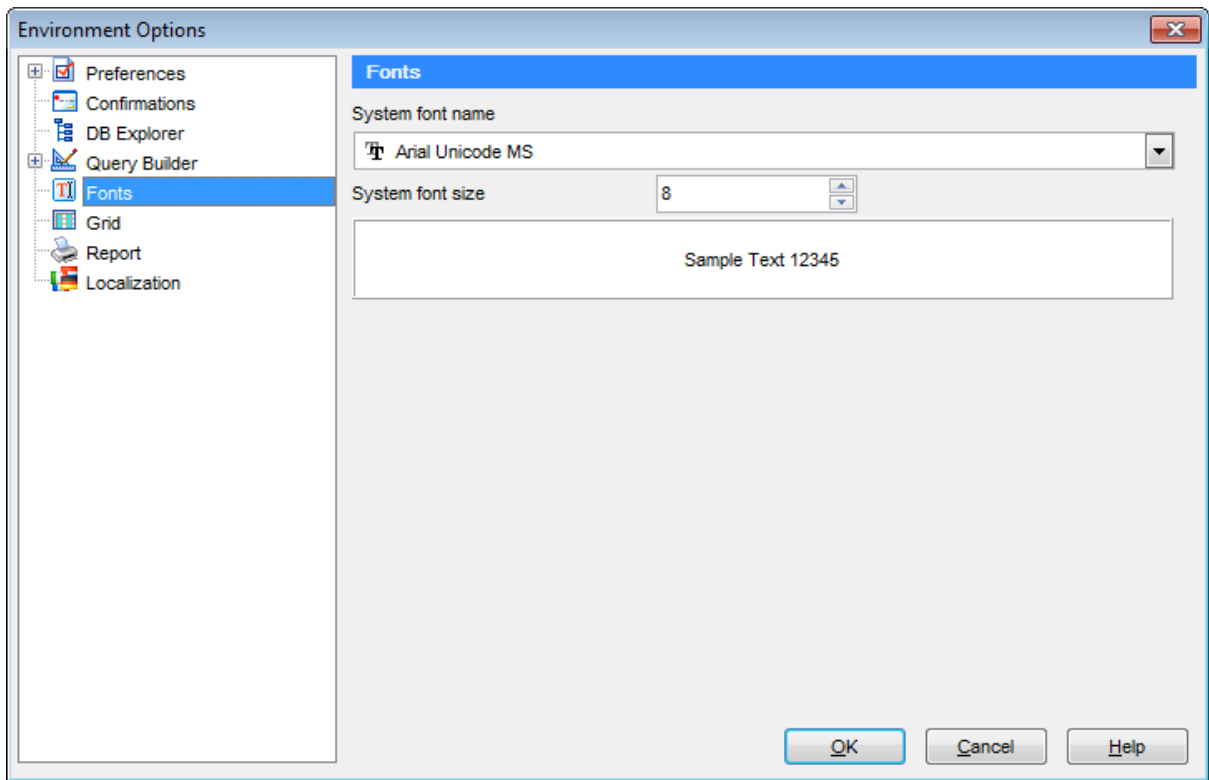 Environment Options
Preferences
Confirmations
DB Explorer
Query Builder
Fonts
Grid
Report
Localization
Fonts
System font name
Arial Unicode MS
System font size 8
Sample Text 12345
OK Cancel Help